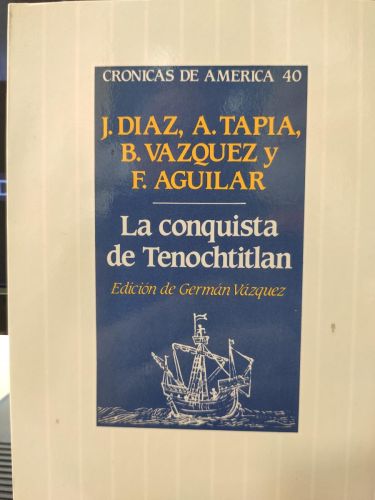 CRONICAS DE AMERICA 40
J. DIAZ, A. TAPIA,
B. VAZQUEZ y
F. AGUILAR
La conquista
de Tenochtitlan
Edición de Germán Vázquez